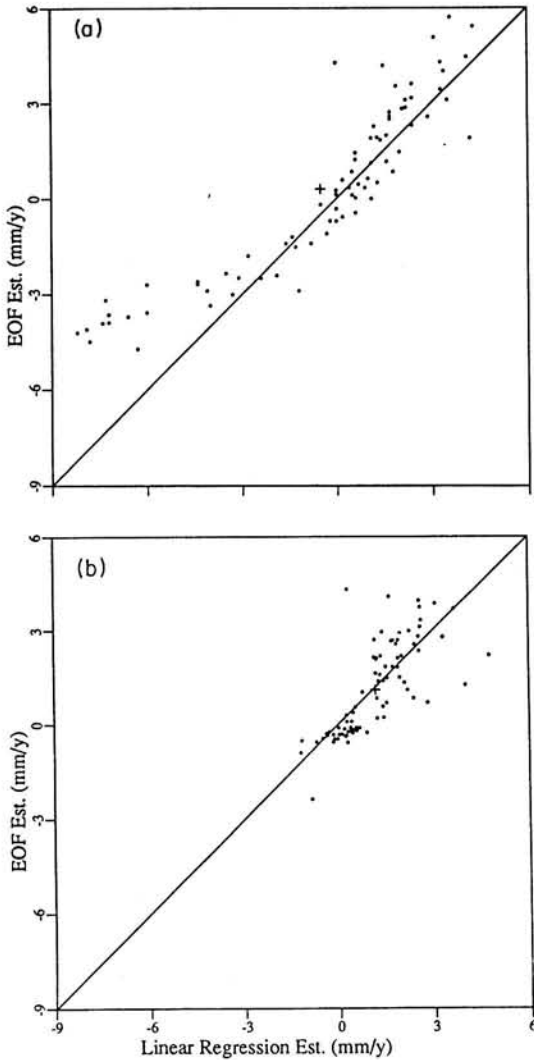 (a)
6
3
0
-3
-6
-9
EOF Est. (mm/y)
(b)
6
3
0
-3
-6
-9
EOF Est. (mm/y)
-9 -6 -3 0 3 6
Linear Regression Est. (mm/y)